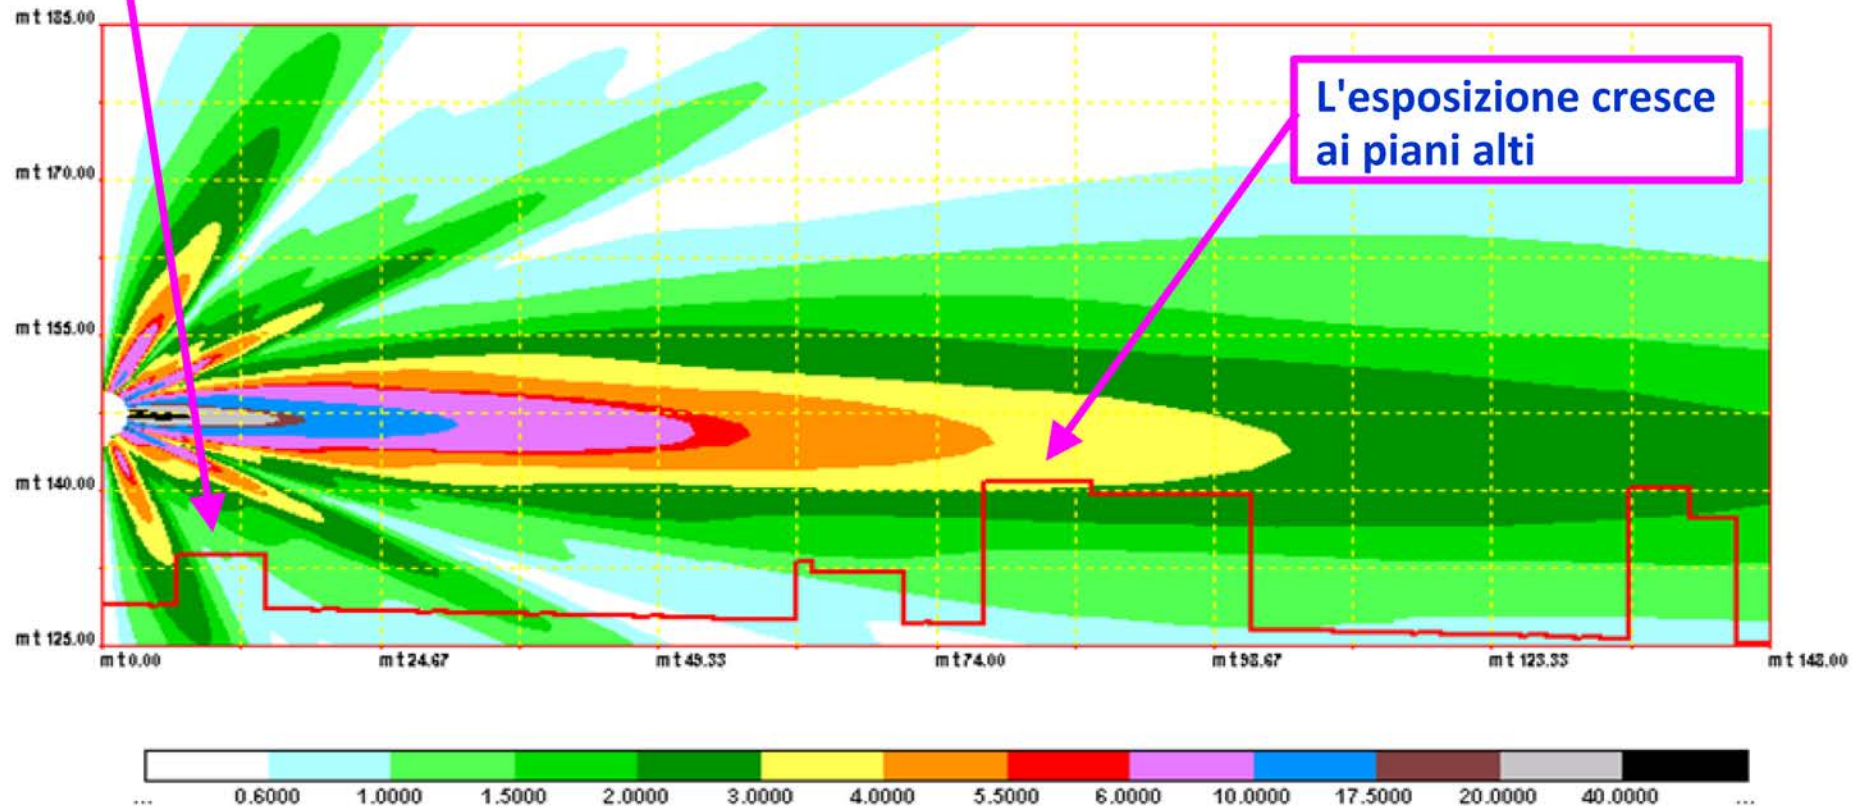 mt 185.00
L'esposizione cresce
ai piani alti
mt 170.00
mt 155.00
mt 140.00
mt 125.00
mt 0.00 mt 24.67 mt 49.33 mt 74.00 mt 98.67 mt 123.33 mt 148.00
... 0.6000 1.0000 1.5000 2.0000 3.0000 4.0000 5.5000 6.0000 10.0000 17.5000 20.0000 40.0000 ...